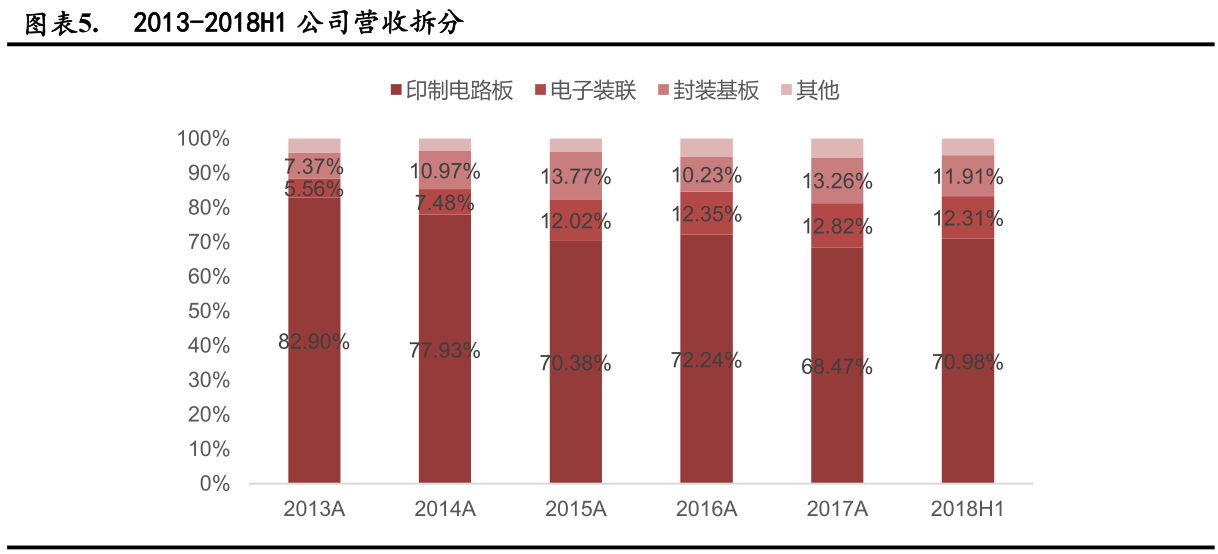 图表5. 2013-2018H1 公司营收拆分
印制电路板 电子装联 封装基板 其他
100%
90%
80%
70%
60%
50%
40%
30%
20%
10%
0%
7.37% 10.97% 13.77% 10.23% 13.26% 11.91%
5.56% 7.48% 12.02% 12.35% 12.82% 12.31%
82.90% 77.93% 70.38% 72.24% 68.47% 70.98%
2013A 2014A 2015A 2016A 2017A 2018H1